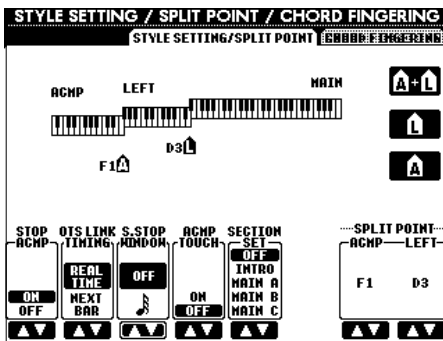 STYLE SETTING / SPLIT POINT / CHORD FINGERING
STYLE SETTING/SPLIT POINT CHORD FINGERING
ACMP LEFT MAIN
A+L
L
A
D3 L
F1 A
STOP ACMP
ON
OFF
OTS LINK TIMING
REAL TIME
NEXT BAR
S.STOP WINDOW
OFF
ACMP TOUCH
ON
OFF
SECTION SET
OFF
INTRO
MAIN A
MAIN B
MAIN C
SPLIT POINT
ACMP LEFT
F1 D3